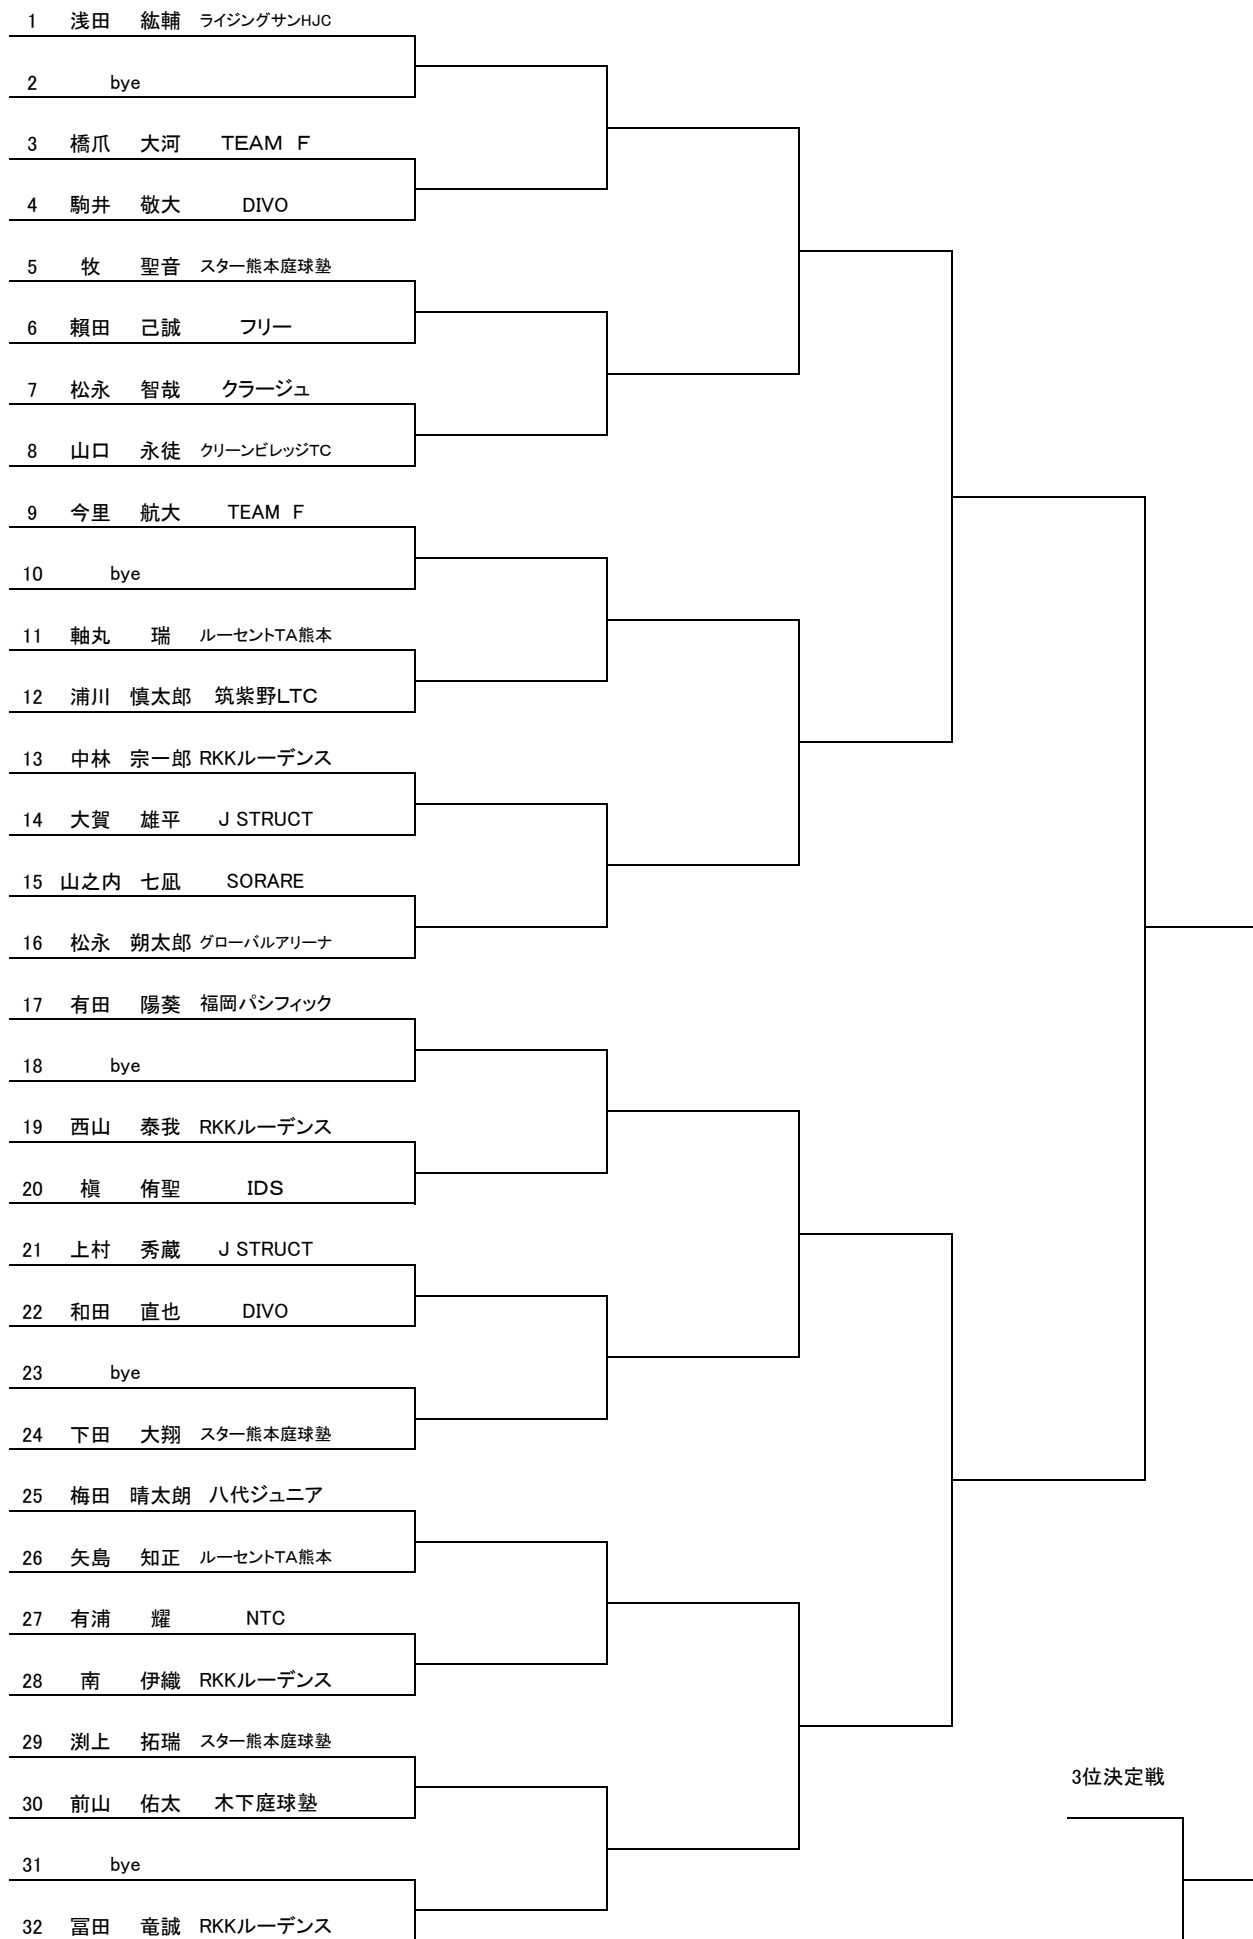 1 浅田 紘輔 ライジングサンHJC
2 bye
3 橋爪 大河 TEAM F
4 駒井 敬大 DIVO
5 牧 聖音 スター熊本庭球塾
6 頼田 己誠 フリー
7 松永 智哉 クラージュ
8 山口 永徒 クリーンビレッジTC
9 今里 航大 TEAM F
10 bye
11 軸丸 瑞 ルーセントTA熊本
12 浦川 慎太郎 筑紫野LTC
13 中林 宗一郎 RKKルーデンス
14 大賀 雄平 J STRUCT
15 山之内 七凪 SORARE
16 松永 朔太郎 グローバルアリーナ
17 有田 陽葵 福岡パシフィック
18 bye
19 西山 泰我 RKKルーデンス
20 槇 侑聖 IDS
21 上村 秀蔵 J STRUCT
22 和田 直也 DIVO
23 bye
24 下田 大翔 スター熊本庭球塾
25 梅田 晴太朗 八代ジュニア
26 矢島 知正 ルーセントTA熊本
27 有浦 耀 NTC
28 南 伊織 RKKルーデンス
29 渕上 拓瑞 スター熊本庭球塾
30 前山 佑太 木下庭球塾
3位決定戦
31 bye
32 冨田 竜誠 RKKルーデンス